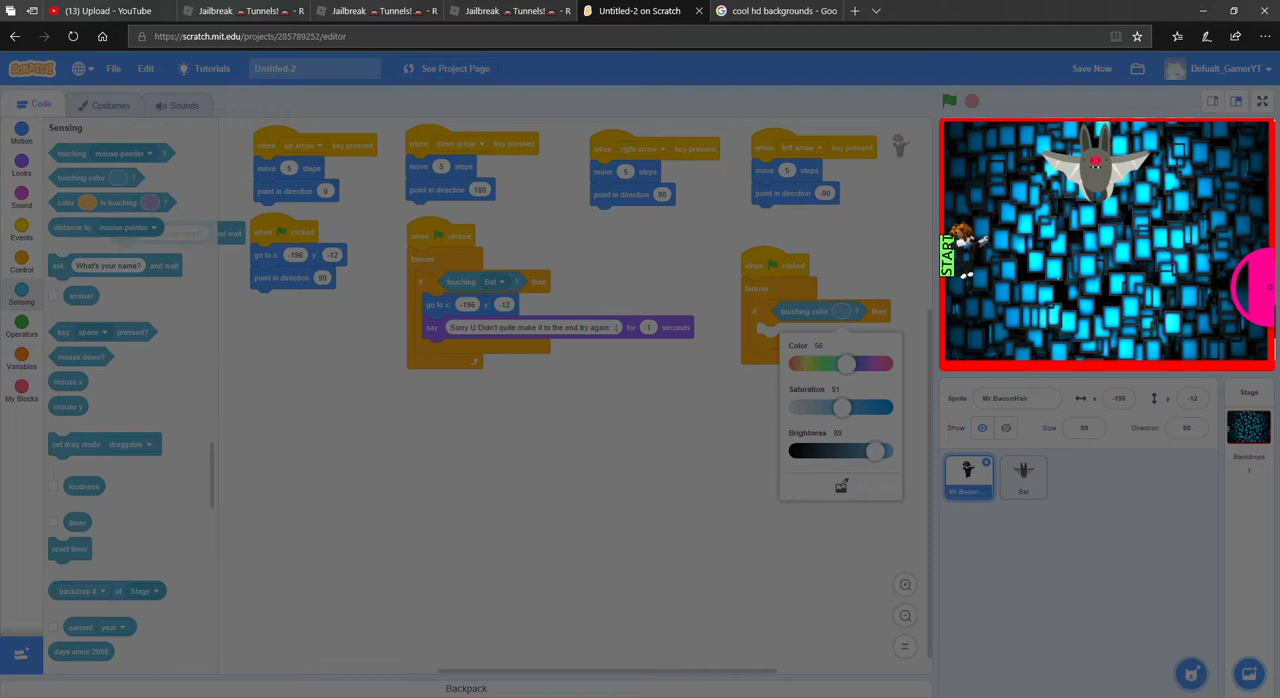 (13) Upload - YouTube
Jailbreak 🚗Tunnels!🚗 - R
Jailbreak 🚗Tunnels!🚗 - R
Jailbreak 🚗Tunnels!🚗 - R
Untitled-2 on Scratch
cool hd backgrounds - Goo
https://scratch.mit.edu/projects/285789252/editor
SCRATCH
File
Edit
Tutorials
Untitled-2
See Project Page
Save Now
Defualt_GamerYT
Code
Costumes
Sounds
Motion
Looks
Sound
Events
Control
Sensing
Operators
Variables
My Blocks
Sensing
touching mouse-pointer ?
touching color ?
color is touching ?
distance to mouse-pointer
and wait
ask What's your name? and wait
answer
key space pressed?
mouse down?
mouse x
mouse y
set drag mode draggable
loudness
timer
reset timer
backdrop # of Stage
current year
days since 2000
when up arrow key pressed
move 5 steps
point in direction 0
when down arrow key pressed
move 5 steps
point in direction 180
when right arrow key pressed
move 5 steps
point in direction 90
when left arrow key pressed
move 5 steps
point in direction -90
when clicked
go to x: -196 y: -12
point in direction 90
when clicked
forever
if touching Bat ? then
go to x: -196 y: -12
say Sorry U Didn't quite make it to the end try again :( for 1 seconds
when clicked
forever
if touching color ? then
Color 56
Saturation 51
Brightness 89
START
Sprite Mr.BaconHair x -196 y -12
Show Size 50 Direction 90
Mr.Bacon...
Bat
Stage
Backdrops
1
Backpack